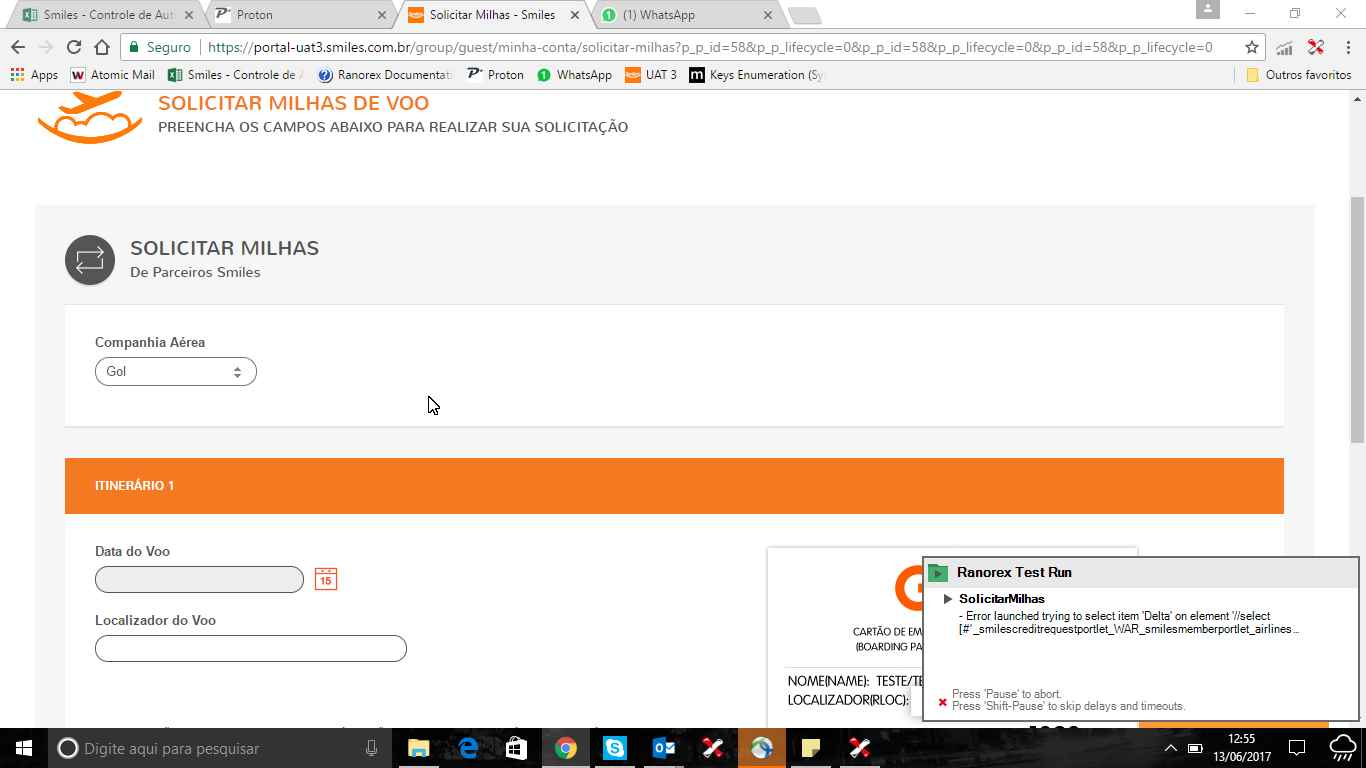 Smiles - Controle de Aut
Proton
Solicitar Milhas - Smiles
(1) WhatsApp
Seguro
https://portal-uat3.smiles.com.br/group/guest/minha-conta/solicitar-milhas?p_p_id=58&p_p_lifecycle=0&p_p_id=58&p_p_lifecycle=0&p_p_id=58&p_p_lifecycle=0
Apps
Atomic Mail
Smiles - Controle de A
Ranorex Documentati
Proton
WhatsApp
UAT 3
Keys Enumeration (Sy
Outros favoritos
SOLICITAR MILHAS DE VOO
PREENCHA OS CAMPOS ABAIXO PARA REALIZAR SUA SOLICITAÇÃO
SOLICITAR MILHAS
De Parceiros Smiles
Companhia Aérea
Gol
ITINERÁRIO 1
Data do Voo
15
Localizador do Voo
CARTÃO DE EM
(BOARDING PA
NOME(NAME): TESTE/TE
LOCALIZADOR(RLOC):
Ranorex Test Run
SolicitarMilhas
- Error launched trying to select item 'Delta' on element '//select
[#'_smilescreditrequestportlet_WAR_smilesmemberportlet_airlines...
Press 'Pause' to abort.
Press 'Shift-Pause' to skip delays and timeouts.
Digite aqui para pesquisar
12:55
13/06/2017